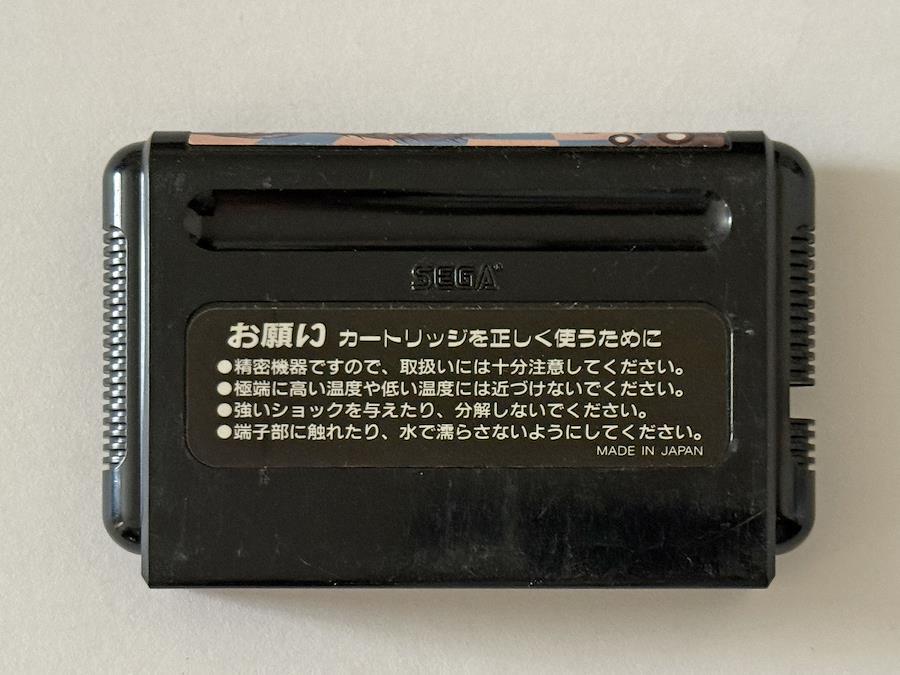 SEGA®
お願い カートリッジを正しく使うために
●精密機器ですので、取扱いには十分注意してください。
●極端に高い温度や低い温度には近づけないでください。
●強いショックを与えたり、分解しないでください。
●端子部に触れたり、水で濡らさないようにしてください。
MADE IN JAPAN